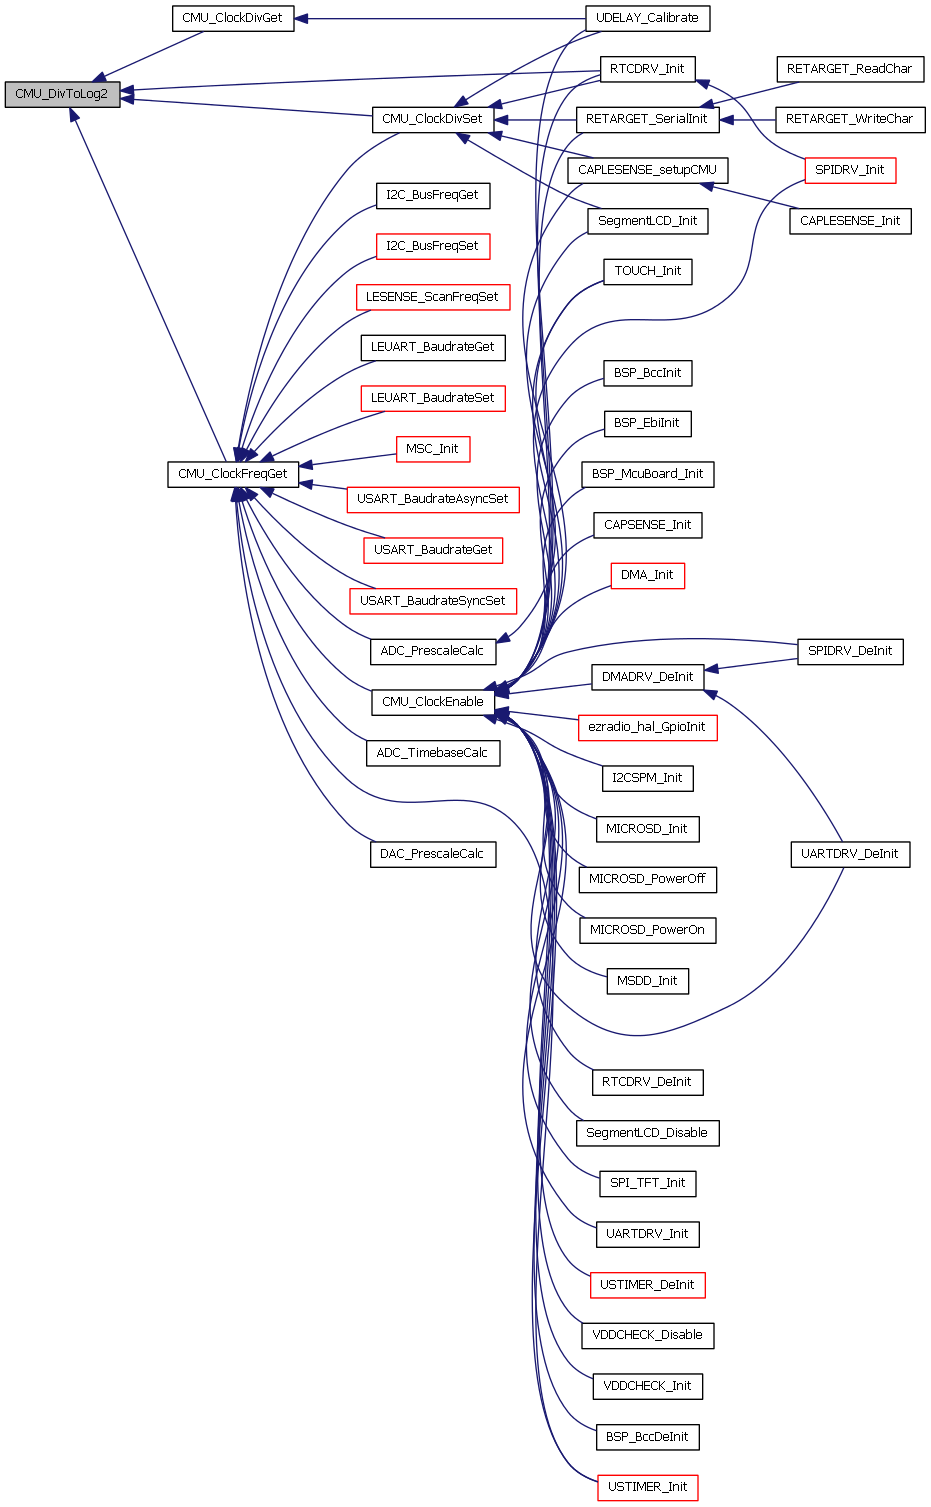 CMU_ClockDivGet
UDELAY_Calibrate
CMU_DivToLog2
RTCDRV_Init
RETARGET_ReadChar
CMU_ClockDivSet
RETARGET_SerialInit
RETARGET_WriteChar
CAPLESENSE_setupCMU
SPIDRV_Init
I2C_BusFreqGet
SegmentLCD_Init
CAPLESENSE_Init
I2C_BusFreqSet
TOUCH_Init
LESENSE_ScanFreqSet
LEUART_BaudrateGet
BSP_BccInit
LEUART_BaudrateSet
BSP_EbiInit
MSC_Init
CMU_ClockFreqGet
BSP_McuBoard_Init
USART_BaudrateAsyncSet
CAPSENSE_Init
USART_BaudrateGet
DMA_Init
USART_BaudrateSyncSet
ADC_PrescaleCalc
SPIDRV_DeInit
DMADRV_DeInit
CMU_ClockEnable
ezradio_hal_GpioInit
ADC_TimebaseCalc
I2CSPM_Init
MICROSD_Init
DAC_PrescaleCalc
UARTDRV_DeInit
MICROSD_PowerOff
MICROSD_PowerOn
MSDD_Init
RTCDRV_DeInit
SegmentLCD_Disable
SPI_TFT_Init
UARTDRV_Init
USTIMER_DeInit
VDDCHECK_Disable
VDDCHECK_Init
BSP_BccDeInit
USTIMER_Init